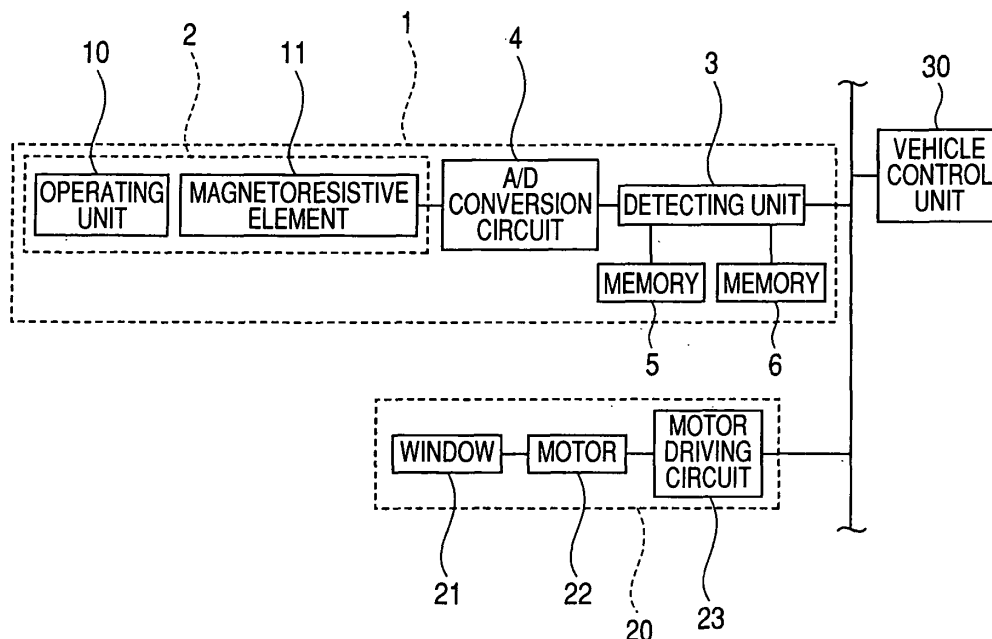 1
2
10
11
4
3
30
OPERATING
UNIT
MAGNETORESISTIVE
ELEMENT
A/D
CONVERSION
CIRCUIT
DETECTING UNIT
VEHICLE
CONTROL
UNIT
MEMORY
MEMORY
5
6
WINDOW
MOTOR
MOTOR
DRIVING
CIRCUIT
21
22
20
23